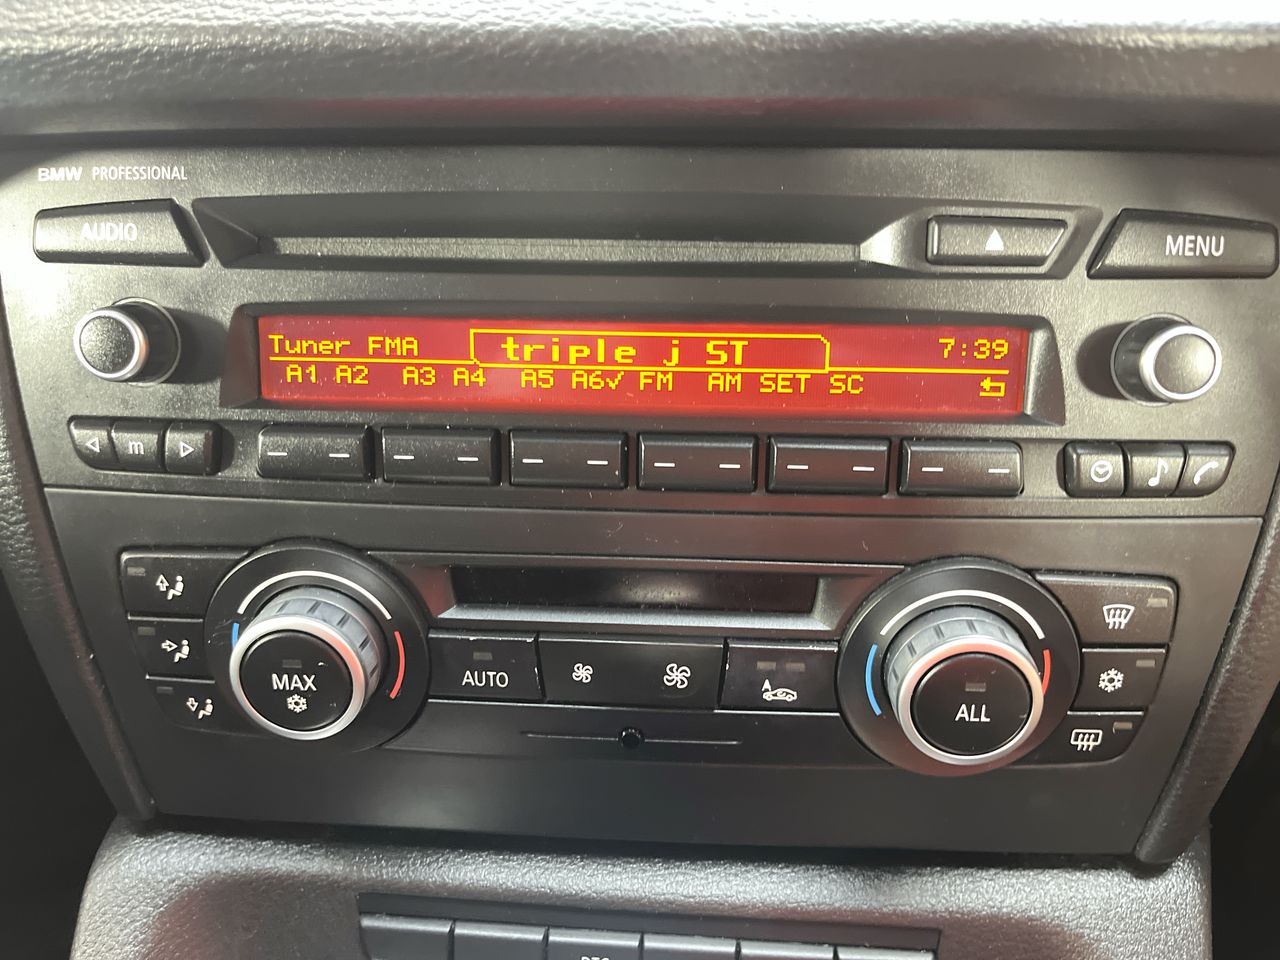 BMW PROFESSIONAL
AUDIO
MENU
Tuner FMA triple j ST 7:39
A1 A2 A3 A4 A5 A6√ FM AM SET SC
m
MAX
AUTO
A
ALL